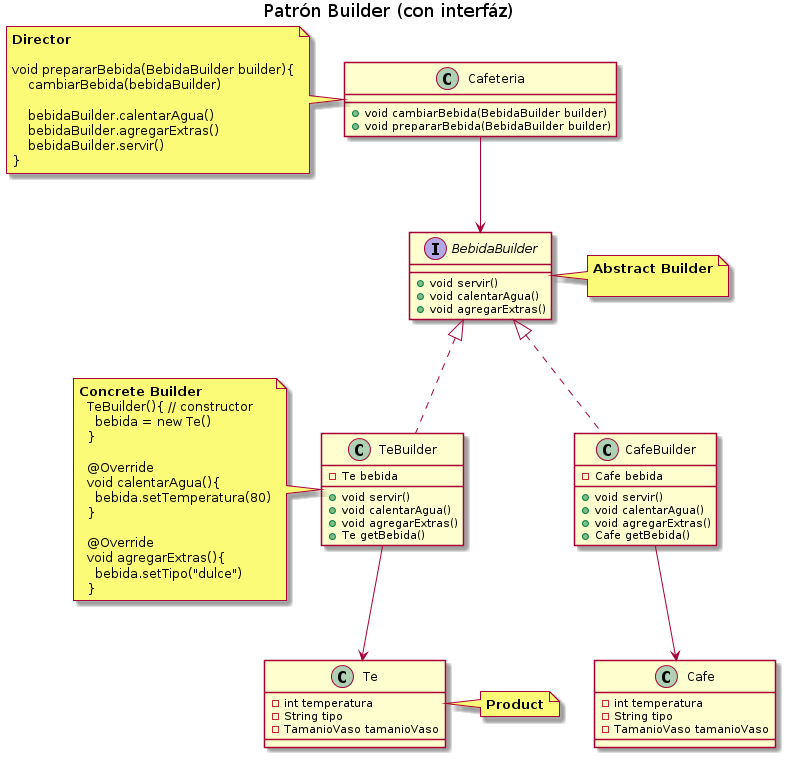 Patrón Builder (con interfáz)
Director
void prepararBebida(BebidaBuilder builder){
cambiarBebida(bebidaBuilder)
bebidaBuilder.calentarAgua()
bebidaBuilder.agregarExtras()
bebidaBuilder.servir()
}
C Cafeteria
void cambiarBebida(BebidaBuilder builder)
void prepararBebida(BebidaBuilder builder)
I BebidaBuilder
void servir()
void calentarAgua()
void agregarExtras()
Abstract Builder
Concrete Builder
TeBuilder(){ // constructor
bebida = new Te()
}
@Override
void calentarAgua(){
bebida.setTemperatura(80)
}
@Override
void agregarExtras(){
bebida.setTipo("dulce")
}
C TeBuilder
Te bebida
void servir()
void calentarAgua()
void agregarExtras()
Te getBebida()
C CafeBuilder
Cafe bebida
void servir()
void calentarAgua()
void agregarExtras()
Cafe getBebida()
C Te
int temperatura
String tipo
TamanioVaso tamanioVaso
Product
C Cafe
int temperatura
String tipo
TamanioVaso tamanioVaso